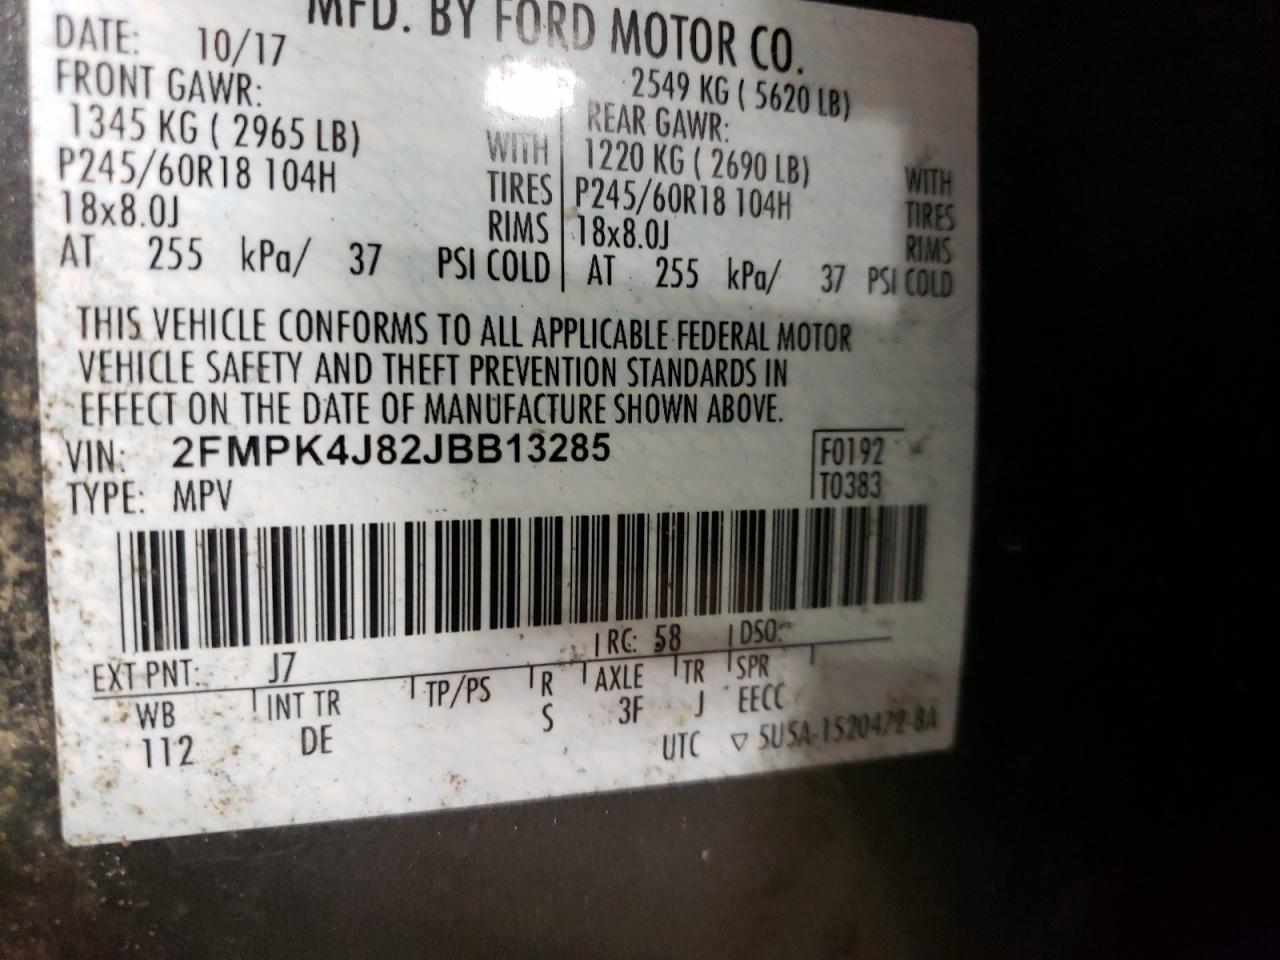 MFD. BY FORD MOTOR CO.
DATE: 10/17
2549 KG ( 5620 LB)
FRONT GAWR:
1345 KG ( 2965 LB) WITH
P245/60R18 104H TIRES
18x8.0J RIMS
AT 255 kPa/ 37 PSI COLD
REAR GAWR:
1220 KG ( 2690 LB) WITH
P245/60R18 104H TIRES
18x8.0J RIMS
AT 255 kPa/ 37 PSI COLD
THIS VEHICLE CONFORMS TO ALL APPLICABLE FEDERAL MOTOR
VEHICLE SAFETY AND THEFT PREVENTION STANDARDS IN
EFFECT ON THE DATE OF MANUFACTURE SHOWN ABOVE.
VIN: 2FMPK4J82JBB13285
F0192
TYPE: MPV
T0383
EXT PNT: J7 RC: 58 DSO:
WB INT TR TP/PS R AXLE TR SPR
112 DE S 3F J EECC
UTC ▽ 5U5A-1520472-BA